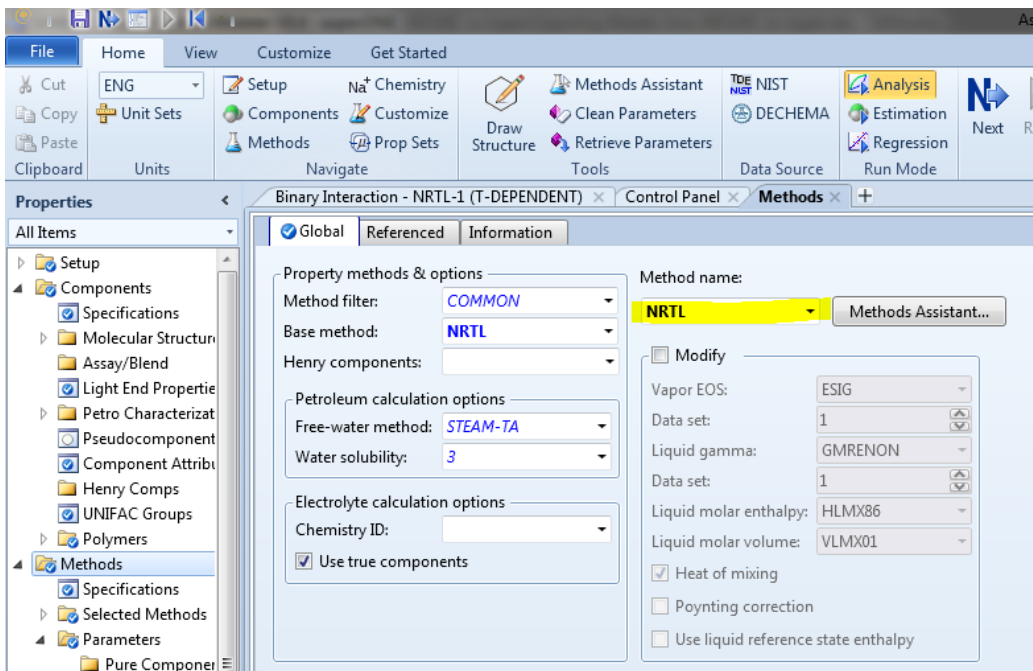 As
File Home View Customize Get Started
Cut ENG Setup Na+ Chemistry Methods Assistant TDE NIST NIST Analysis
Copy Unit Sets Components Customize Draw Structure Clean Parameters DECHEMA Estimation Next
Paste Methods Prop Sets Retrieve Parameters Regression
Clipboard Units Navigate Tools Data Source Run Mode
Properties < Binary Interaction - NRTL-1 (T-DEPENDENT) Control Panel Methods
All Items
Setup
Components
Specifications
Molecular Structur
Assay/Blend
Light End Propertie
Petro Characterizat
Pseudocomponent
Component Attribu
Henry Comps
UNIFAC Groups
Polymers
Methods
Specifications
Selected Methods
Parameters
Pure Componer
Global Referenced Information
Property methods & options
Method filter: COMMON
Base method: NRTL
Henry components:
Petroleum calculation options
Free-water method: STEAM-TA
Water solubility: 3
Electrolyte calculation options
Chemistry ID:
Use true components
Method name:
NRTL Methods Assistant...
Modify
Vapor EOS: ESIG
Data set: 1
Liquid gamma: GMRENON
Data set: 1
Liquid molar enthalpy: HLMX86
Liquid molar volume: VLMX01
Heat of mixing
Poynting correction
Use liquid reference state enthalpy